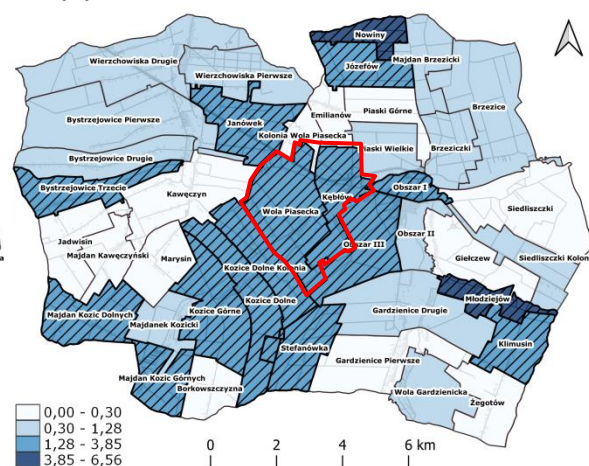 Nowiny
Wierzchowiska Drugie
Majdan Brzezicki
Wierzchowiska Pierwsze
Józefów
Brzezice
Emilianów
Piaski Górne
Bystrzejowice Pierwsze
Janówek
Kolonia Wola Piasecka
Piaski Wielkie
Brzeziczki
Bystrzejowice Drugie
Bystrzejowice Trzecie
Obszar I
Kawęczyn
Kębłów
Siedliszczki
Wola Piasecka
Obszar II
Jadwisin
Obszar III
Majdan Kawęczyński
Marysin
Giełczew
Siedliszczki Kolon
Kozice Dolne Kolonia
Młodziejów
Kozice Dolne
Majdan Kozic Dolnych
Kozice Górne
Gardzienice Drugie
Majdanek Kozicki
Klimusin
Stefanówka
Gardzienice Pierwsze
Majdan Kozic Górnych
Borkowszczyzna
Wola Gardzienicka
Żegotów
0,00 - 0,30
0,30 - 1,28
1,28 - 3,85
3,85 - 6,56
0 2 4 6 km